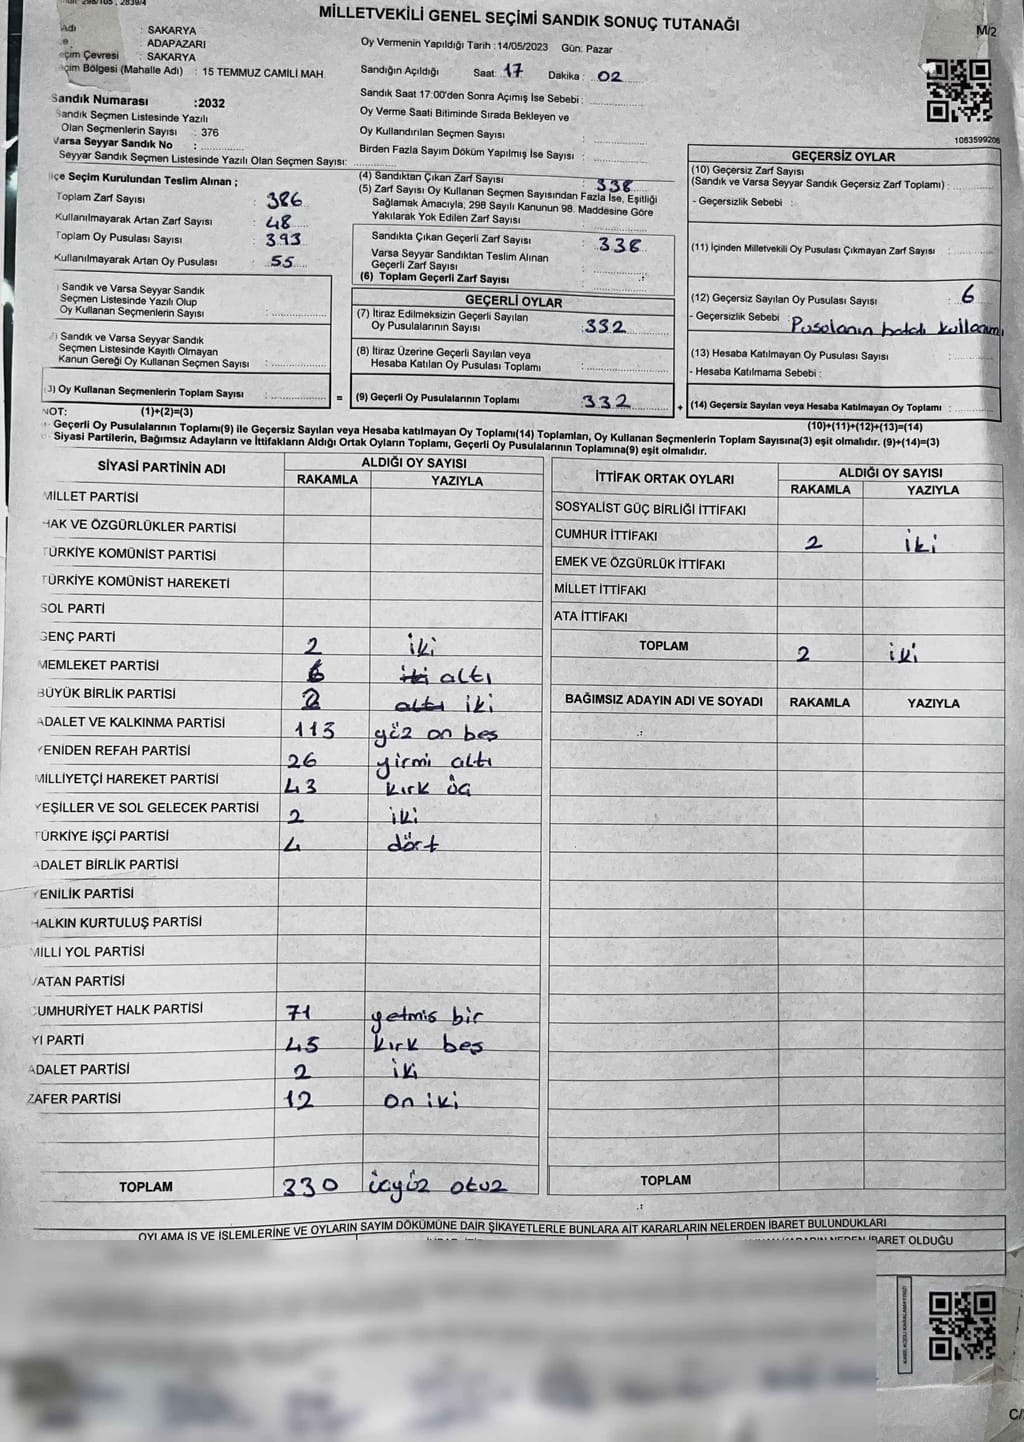 MİLLETVEKİLİ GENEL SEÇİMİ SANDIK SONUÇ TUTANAĞI
M/2
Adı : SAKARYA
: ADAPAZARI
çim Çevresi : SAKARYA
çim Bölgesi (Mahalle Adı) : 15 TEMMUZ CAMİLİ MAH.
Oy Vermenin Yapıldığı Tarih : 14/05/2023 Gün: Pazar
Sandığın Açıldığı Saat: 17 Dakika : 02
Sandık Saat 17:00'den Sonra Açımış İse Sebebi :
Oy Verme Saati Bitiminde Sırada Bekleyen ve
Oy Kullandırılan Seçmen Sayısı :
Birden Fazla Sayım Döküm Yapılmış İse Sayısı :
1083599206
Sandık Numarası :2032
Sandık Seçmen Listesinde Yazılı
Olan Seçmenlerin Sayısı : 376
Varsa Seyyar Sandık No :
Seyyar Sandık Seçmen Listesinde Yazılı Olan Seçmen Sayısı:
lçe Seçim Kurulundan Teslim Alınan ;
Toplam Zarf Sayısı : 386
Kullanılmayarak Artan Zarf Sayısı : 48
Toplam Oy Pusulası Sayısı : 393
Kullanılmayarak Artan Oy Pusulası : 55
) Sandık ve Varsa Seyyar Sandık
Seçmen Listesinde Yazılı Olup
Oy Kullanan Seçmenlerin Sayısı :
) Sandık ve Varsa Seyyar Sandık
Seçmen Listesinde Kayıtlı Olmayan
Kanun Gereği Oy Kullanan Seçmen Sayısı :
3) Oy Kullanan Seçmenlerin Toplam Sayısı : =
(1)+(2)=(3)
(4) Sandıktan Çıkan Zarf Sayısı : 338
(5) Zarf Sayısı Oy Kullanan Seçmen Sayısından Fazla İse, Eşitliği
Sağlamak Amacıyla; 298 Sayılı Kanunun 98. Maddesine Göre
Yakılarak Yok Edilen Zarf Sayısı :
Sandıkta Çıkan Geçerli Zarf Sayısı : 338
Varsa Seyyar Sandıktan Teslim Alınan
Geçerli Zarf Sayısı :
(6) Toplam Geçerli Zarf Sayısı
GEÇERLİ OYLAR
(7) İtiraz Edilmeksizin Geçerli Sayılan
Oy Pusulalarının Sayısı : 332
(8) İtiraz Üzerine Geçerli Sayılan veya
Hesaba Katılan Oy Pusulası Toplamı :
(9) Geçerli Oy Pusulalarının Toplamı : 332 +
GEÇERSİZ OYLAR
(10) Geçersiz Zarf Sayısı
(Sandık ve Varsa Seyyar Sandık Geçersiz Zarf Toplamı) :
- Geçersizlik Sebebi :
(11) İçinden Milletvekili Oy Pusulası Çıkmayan Zarf Sayısı :
(12) Geçersiz Sayılan Oy Pusulası Sayısı : 6
- Geçersizlik Sebebi : Pusulanın hatalı kullanımı
(13) Hesaba Katılmayan Oy Pusulası Sayısı :
- Hesaba Katılmama Sebebi :
(14) Geçersiz Sayılan veya Hesaba Katılmayan Oy Toplamı :
(10)+(11)+(12)+(13)=(14)
NOT:
Geçerli Oy Pusulalarının Toplamı(9) ile Geçersiz Sayılan veya Hesaba Katılmayan Oy Toplamı(14) Toplamları, Oy Kullanan Seçmenlerin Toplam Sayısına(3) eşit olmalıdır. (9)+(14)=(3)
Siyasi Partilerin, Bağımsız Adayların ve İttifakların Aldığı Ortak Oyların Toplamı, Geçerli Oy Pusulalarının Toplamına(9) eşit olmalıdır.
SİYASİ PARTİNİN ADI ALDIĞI OY SAYISI
RAKAMLA YAZIYLA
MİLLET PARTİSİ
HAK VE ÖZGÜRLÜKLER PARTİSİ
TÜRKİYE KOMÜNİST PARTİSİ
TÜRKİYE KOMÜNİST HAREKETİ
SOL PARTİ
GENÇ PARTİ 2 iki
MEMLEKET PARTİSİ 6 iki altı
BÜYÜK BİRLİK PARTİSİ 2 altı iki
ADALET VE KALKINMA PARTİSİ 115 yüz on beş
YENİDEN REFAH PARTİSİ 26 yirmi altı
MİLLİYETÇİ HAREKET PARTİSİ 43 kırk üç
YEŞİLLER VE SOL GELECEK PARTİSİ 2 iki
TÜRKİYE İŞÇİ PARTİSİ 4 dört
ADALET BİRLİK PARTİSİ
YENİLİK PARTİSİ
HALKIN KURTULUŞ PARTİSİ
MİLLİ YOL PARTİSİ
VATAN PARTİSİ
CUMHURİYET HALK PARTİSİ 71 yetmiş bir
YI PARTİ 45 kırk beş
ADALET PARTİSİ 2 iki
ZAFER PARTİSİ 12 on iki
TOPLAM 330 üçyüz otuz
İTTİFAK ORTAK OYLARI ALDIĞI OY SAYISI
RAKAMLA YAZIYLA
SOSYALİST GÜÇ BİRLİĞİ İTTİFAKI
CUMHUR İTTİFAKI 2 iki
EMEK VE ÖZGÜRLÜK İTTİFAKI
MİLLET İTTİFAKI
ATA İTTİFAKI
TOPLAM 2 iki
BAĞIMSIZ ADAYIN ADI VE SOYADI RAKAMLA YAZIYLA
TOPLAM
OYLAMA İŞ VE İŞLEMLERİNE VE OYLARIN SAYIM DÖKÜMÜNE DAİR ŞİKAYETLERLE BUNLARA AİT KARARLARIN NELERDEN İBARET BULUNDUKLARI
İBARET OLDUĞU